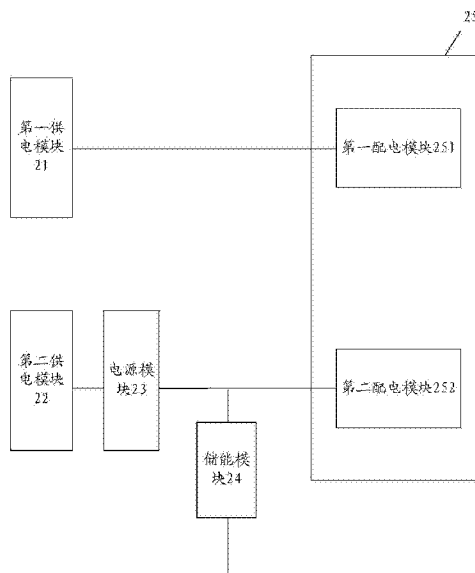 25
第一供
电模块
21
第一配电模块251
第二供
电模块
22
电源模
块23
第二配电模块252
储能模
块24